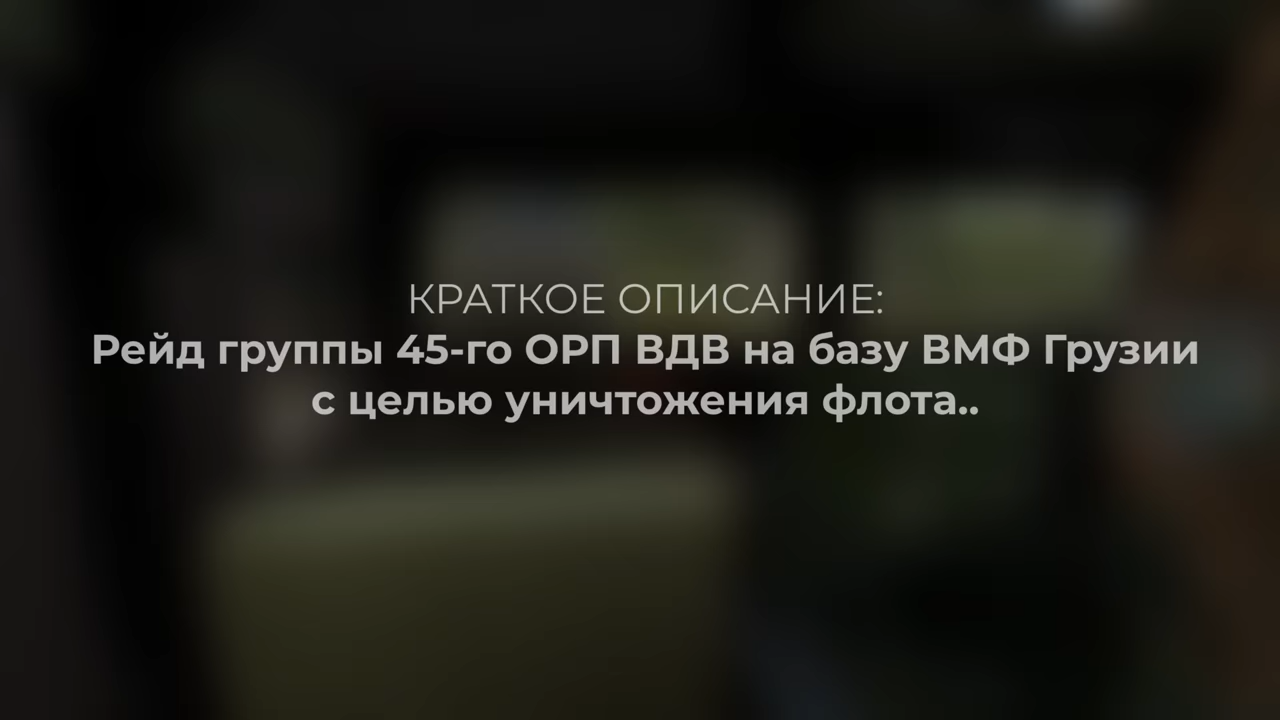 КРАТКОЕ ОПИСАНИЕ:
Рейд группы 45-го ОРП ВДВ на базу ВМФ Грузии
с целью уничтожения флота..